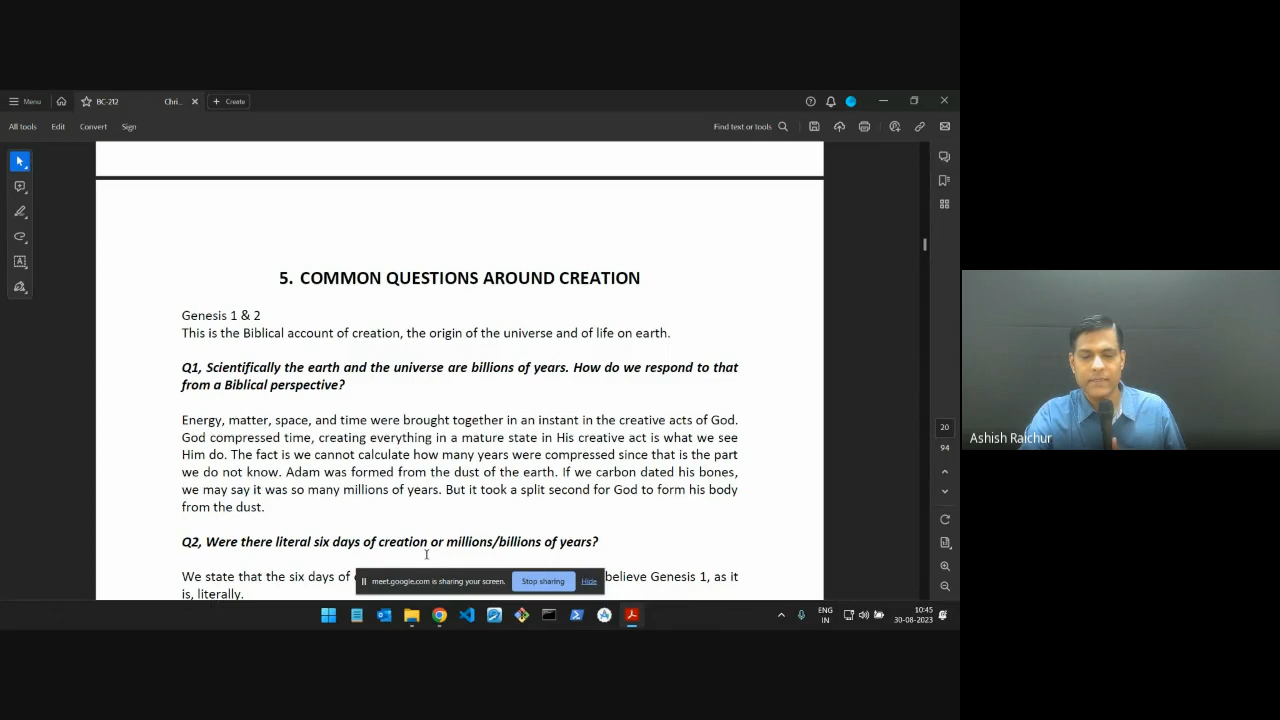 Menu
BC-212
Chri...
Create
All tools
Edit
Convert
Sign
Find text or tools
5. COMMON QUESTIONS AROUND CREATION
Genesis 1 & 2
This is the Biblical account of creation, the origin of the universe and of life on earth.
Q1, Scientifically the earth and the universe are billions of years. How do we respond to that
from a Biblical perspective?
Energy, matter, space, and time were brought together in an instant in the creative acts of God.
God compressed time, creating everything in a mature state in His creative act is what we see
Him do. The fact is we cannot calculate how many years were compressed since that is the part
we do not know. Adam was formed from the dust of the earth. If we carbon dated his bones,
we may say it was so many millions of years. But it took a split second for God to form his body
from the dust.
Q2, Were there literal six days of creation or millions/billions of years?
We state that the six days of believe Genesis 1, as it
is, literally.
meet.google.com is sharing your screen.
Stop sharing
Hide
20
94
ENG
IN
10:45
30-08-2023
Ashish Raichur